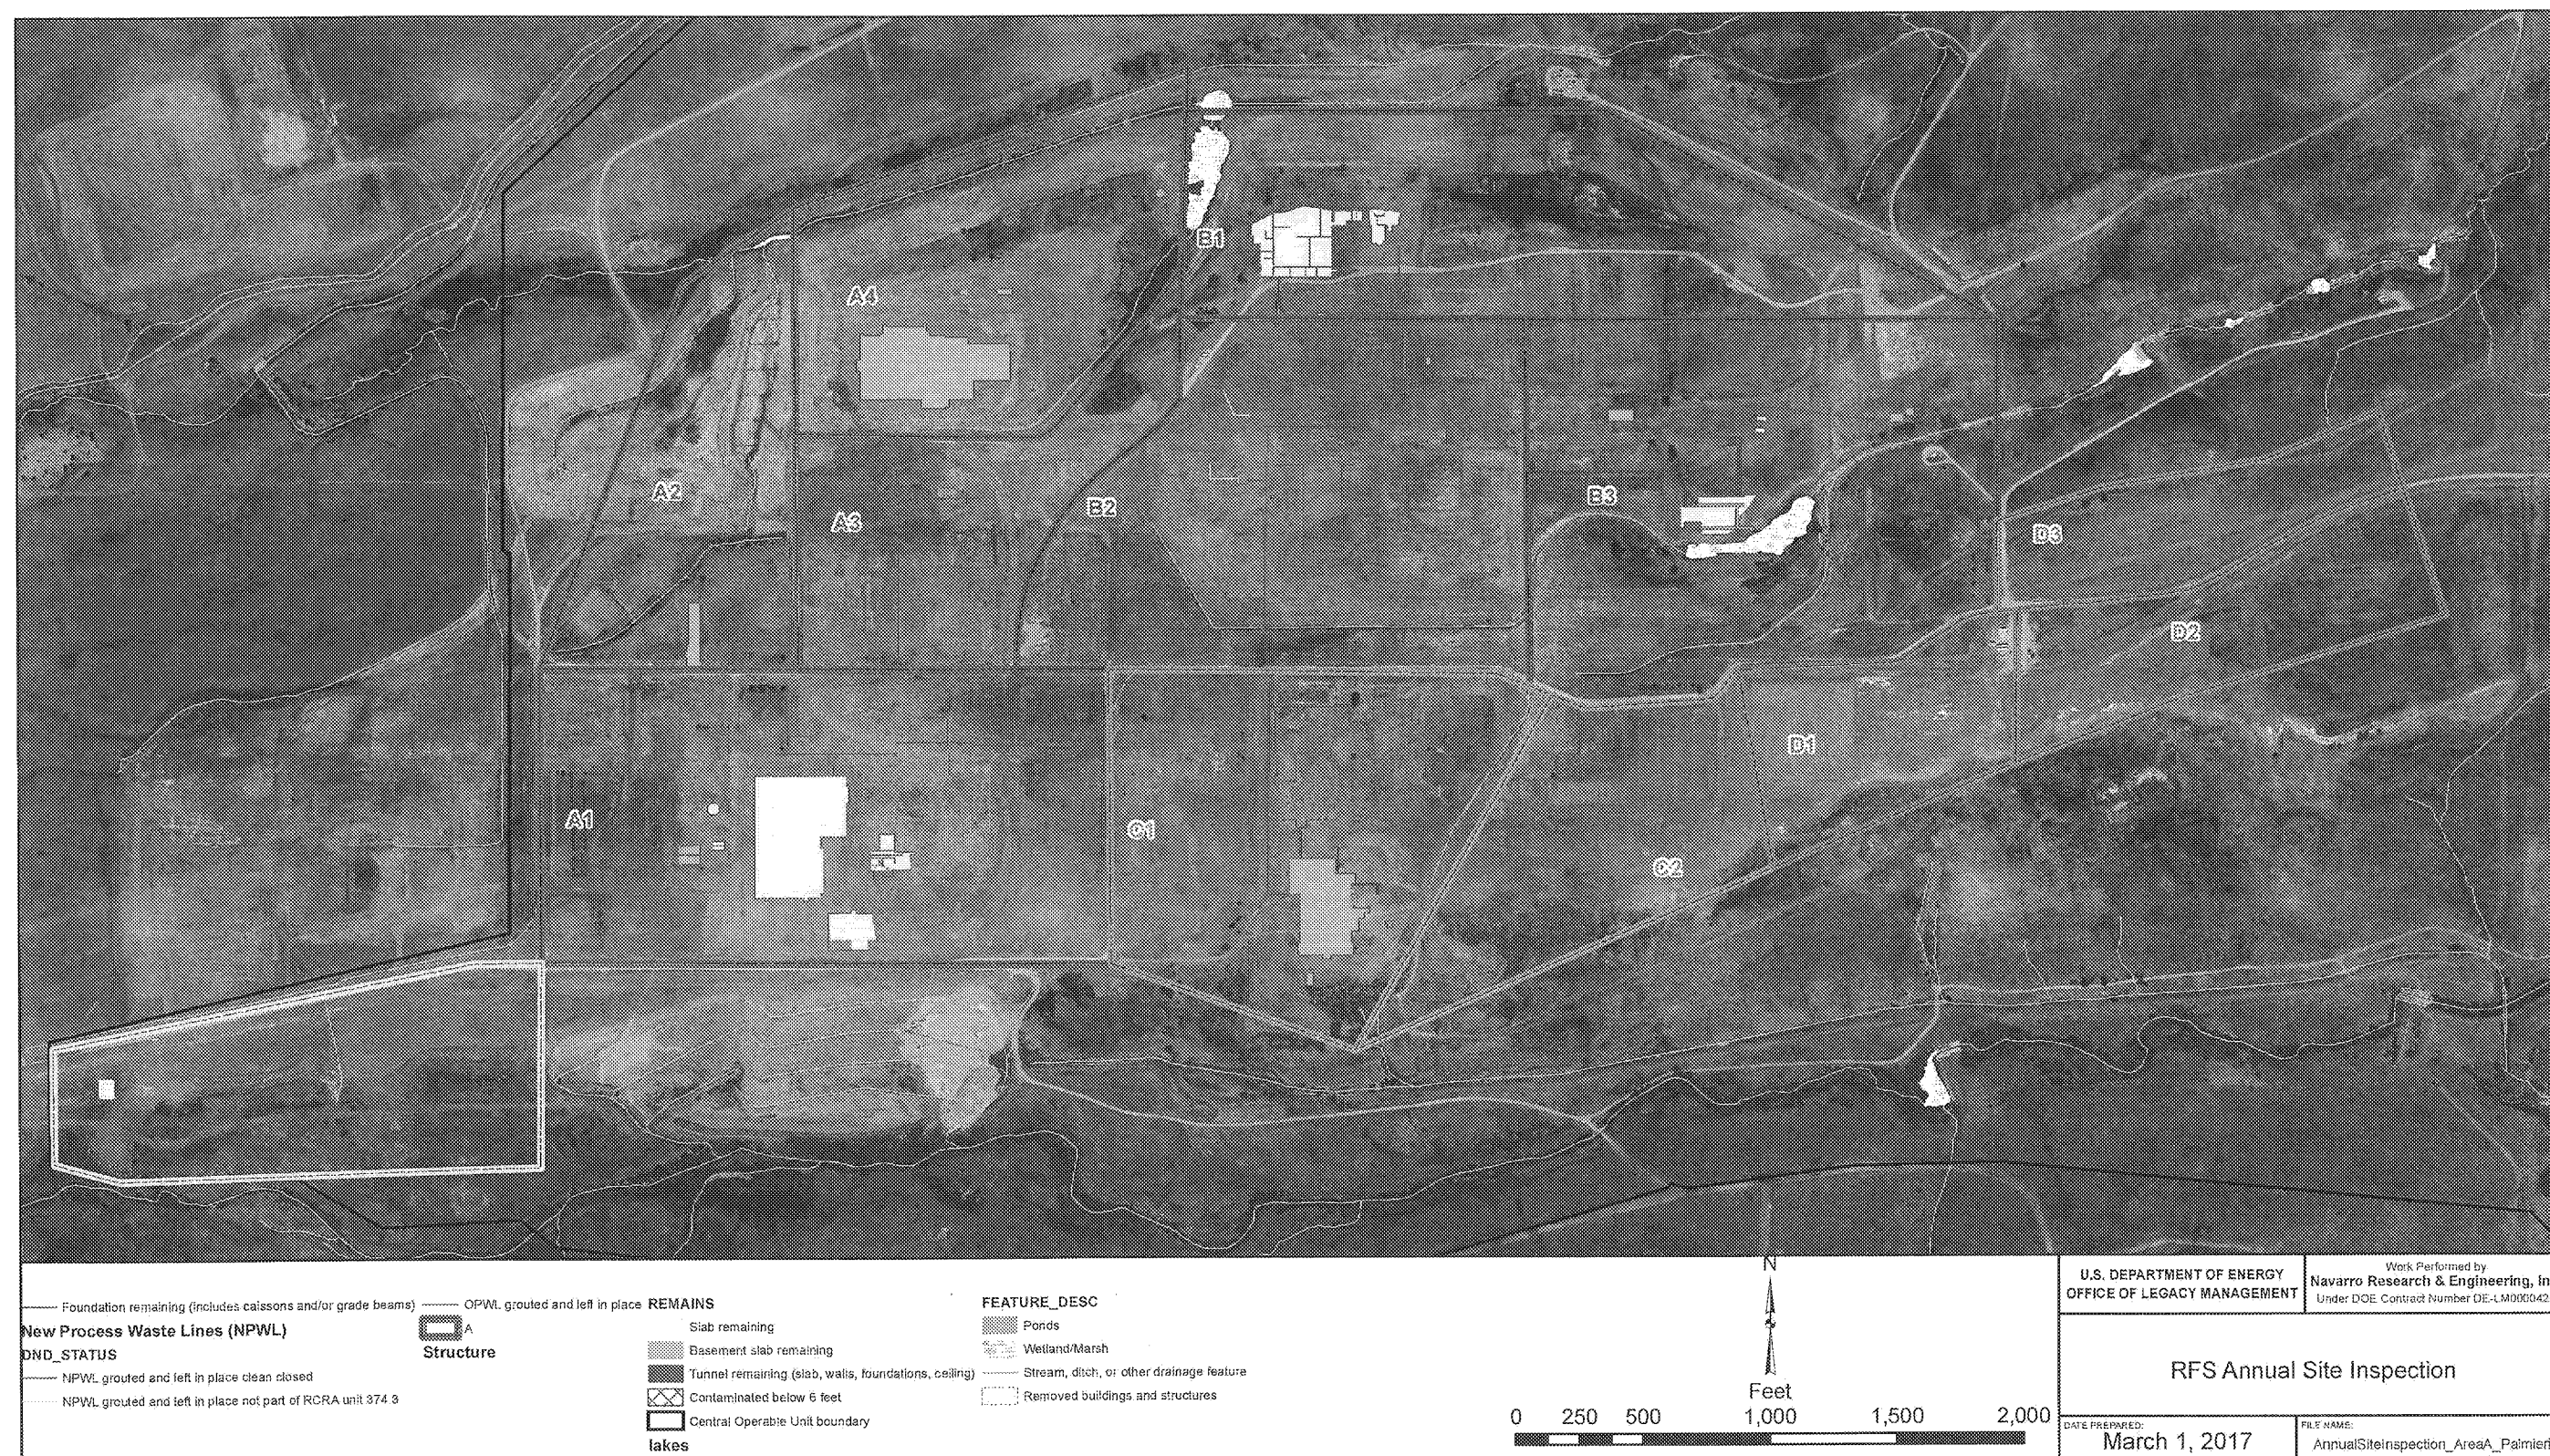 B1
A4
A2
A3
B2
B3
D3
D2
D1
A1
C1
C2
Foundation remaining (includes caissons and/or grade beams)
New Process Waste Lines (NPWL)
DND_STATUS
NPWL grouted and left in place clean closed
NPWL grouted and left in place not part of RCRA unit 374.3
OPWL grouted and left in place
A
Structure
REMAINS
Slab remaining
Basement slab remaining
Tunnel remaining (slab, walls, foundations, ceiling)
Contaminated below 6 feet
Central Operable Unit boundary
lakes
FEATURE_DESC
Ponds
Wetland/Marsh
Stream, ditch, or other drainage feature
Removed buildings and structures
N
Feet
0 250 500 1,000 1,500 2,000
U.S. DEPARTMENT OF ENERGY
OFFICE OF LEGACY MANAGEMENT
Work Performed by
Navarro Research & Engineering, In
Under DOE Contract Number DE-LM000042
RFS Annual Site Inspection
DATE PREPARED:
March 1, 2017
FILE NAME:
AnnualSiteInspection_AreaA_Palmieri